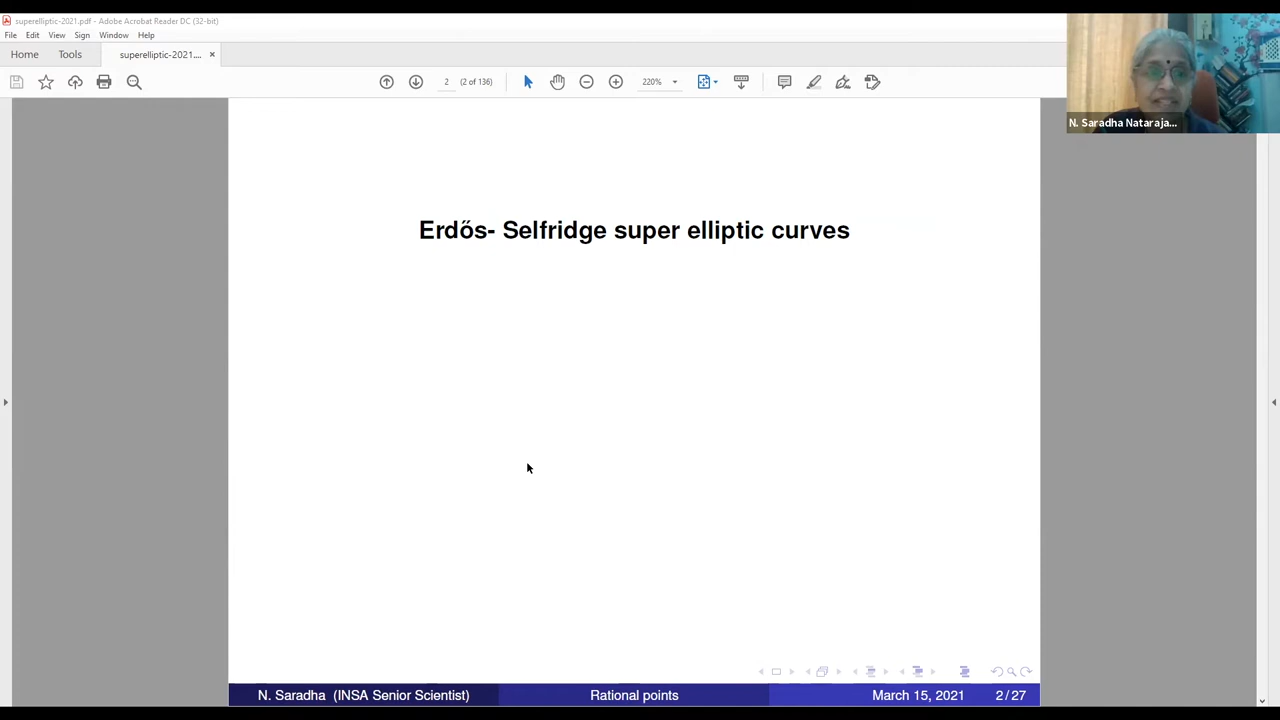 superelliptic-2021.pdf - Adobe Acrobat Reader DC (32-bit)
File Edit View Sign Window Help
Home Tools superelliptic-2021.... ×
2 (2 of 136) 220%
N. Saradha Nataraja...
Erdős- Selfridge super elliptic curves
N. Saradha (INSA Senior Scientist) Rational points March 15, 2021 2/27